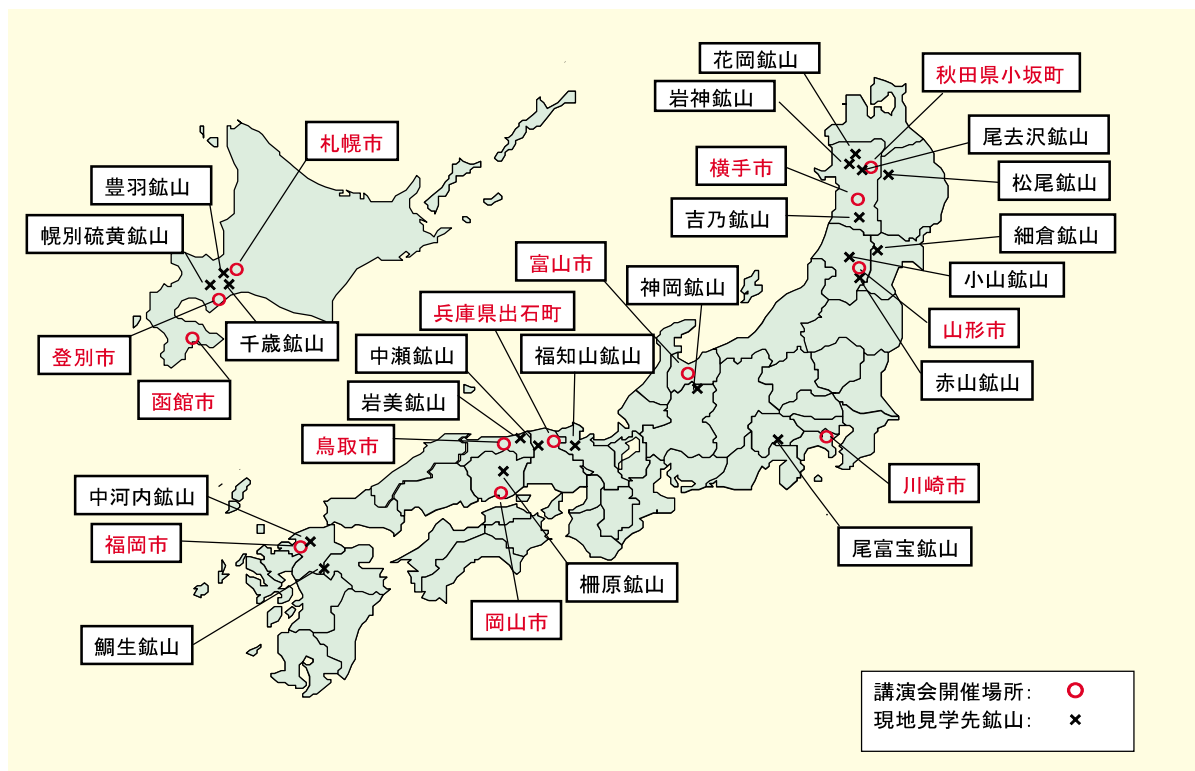 花岡鉱山
秋田県小坂町
岩神鉱山
尾去沢鉱山
札幌市
横手市
松尾鉱山
豊羽鉱山
吉乃鉱山
幌別硫黄鉱山
細倉鉱山
富山市
小山鉱山
神岡鉱山
兵庫県出石町
山形市
千歳鉱山
登別市
中瀬鉱山
福知山鉱山
赤山鉱山
函館市
岩美鉱山
鳥取市
川崎市
中河内鉱山
福岡市
尾富宝鉱山
柵原鉱山
岡山市
鯛生鉱山
講演会開催場所：
現地見学先鉱山：